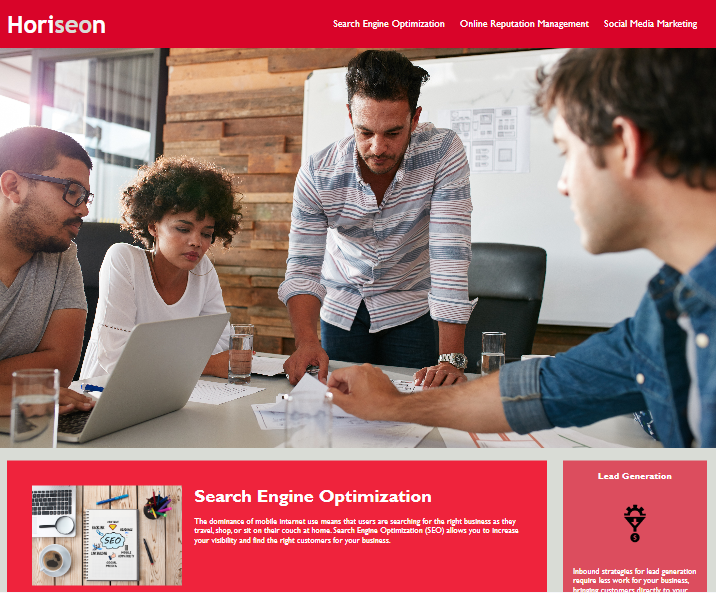 Horiseon
Search Engine Optimization
Online Reputation Management
Social Media Marketing
Search Engine Optimization
The dominance of mobile internet use means that users are searching for the right business as they
travel, shop, or sit on their couch at home. Search Engine Optimization (SEO) allows you to increase
your visibility and find the right customers for your business.
SEO
Lead Generation
Inbound strategies for lead generation
require less work for your business,
bringing customers directly to your